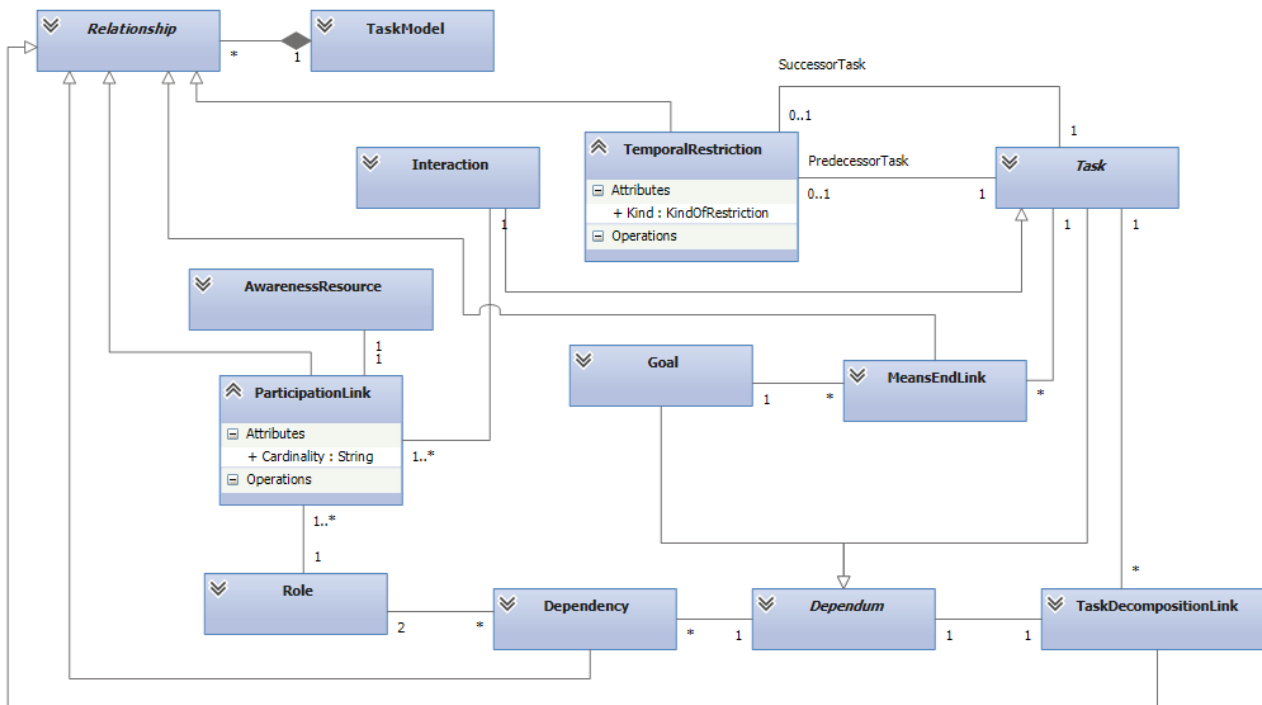 Relationship
TaskModel
*
1
SuccessorTask
0..1
1
TemporalRestriction
Attributes
+ Kind : KindOfRestriction
Operations
PredecessorTask
0..1
1
Task
Interaction
1
1
1
AwarenessResource
1
1
ParticipationLink
Attributes
+ Cardinality : String
Operations
1..*
Goal
1
*
MeansEndLink
*
1..*
1
*
Role
2
*
Dependency
*
1
Dependum
1
1
TaskDecompositionLink